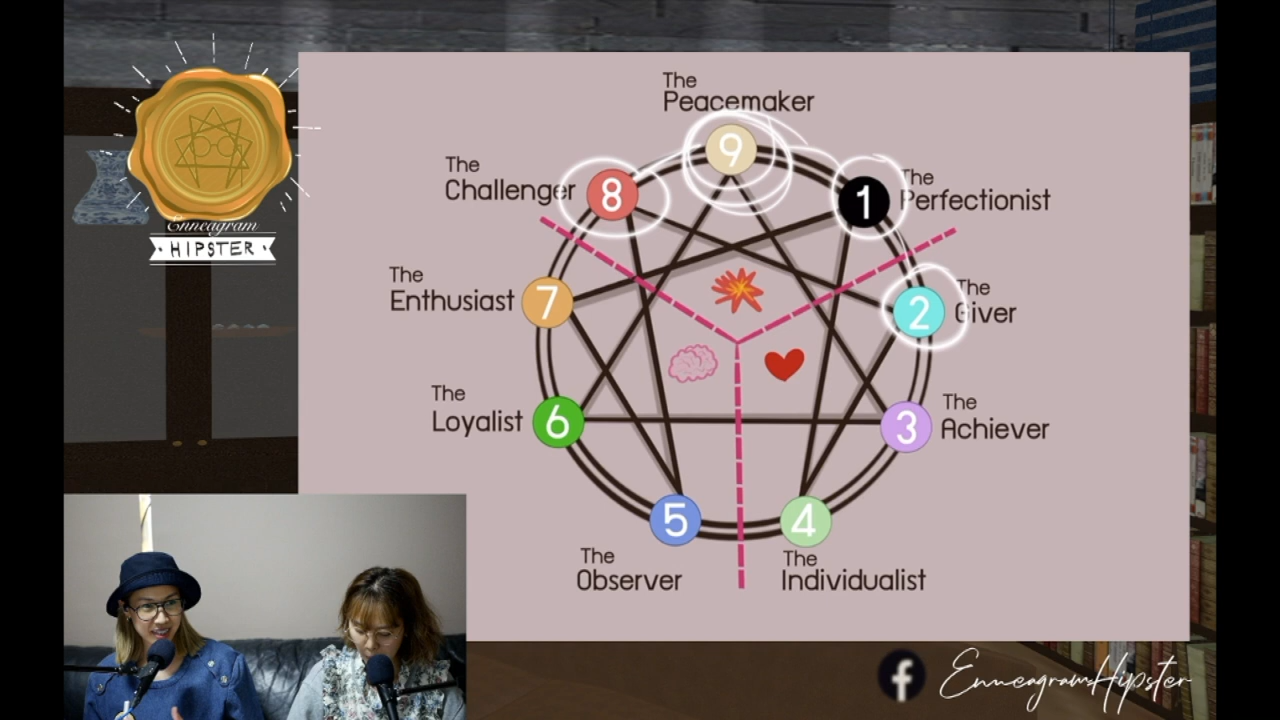 Enneagram
HIPSTER
The
Peacemaker
9
The
Challenger
8
1
The
Perfectionist
The
Enthusiast
7
2
The
Giver
The
Loyalist
6
3
The
Achiever
5
4
The
Observer
The
Individualist
f
EnneagramHipster